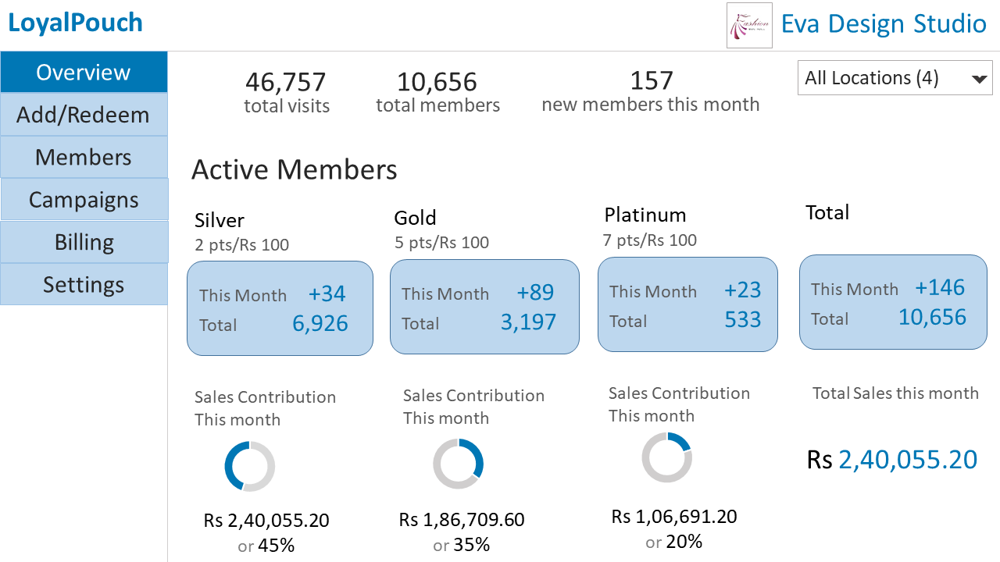 LoyalPouch
Fashion
Eva Design Studio
Overview
Add/Redeem
Members
Campaigns
Billing
Settings
46,757
total visits
10,656
total members
157
new members this month
All Locations (4)
Active Members
Silver
2 pts/Rs 100
This Month +34
Total 6,926
Gold
5 pts/Rs 100
This Month +89
Total 3,197
Platinum
7 pts/Rs 100
This Month +23
Total 533
Total
This Month +146
Total 10,656
Sales Contribution
This month
Rs 2,40,055.20
or 45%
Sales Contribution
This month
Rs 1,86,709.60
or 35%
Sales Contribution
This month
Rs 1,06,691.20
or 20%
Total Sales this month
Rs 2,40,055.20